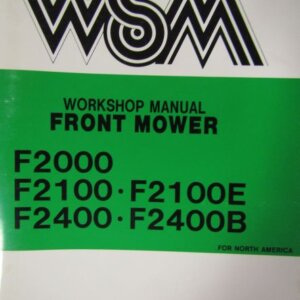 WSM
WORKSHOP MANUAL
FRONT MOWER
F2000
F2100·F2100E
F2400·F2400B
FOR NORTH AMERICA